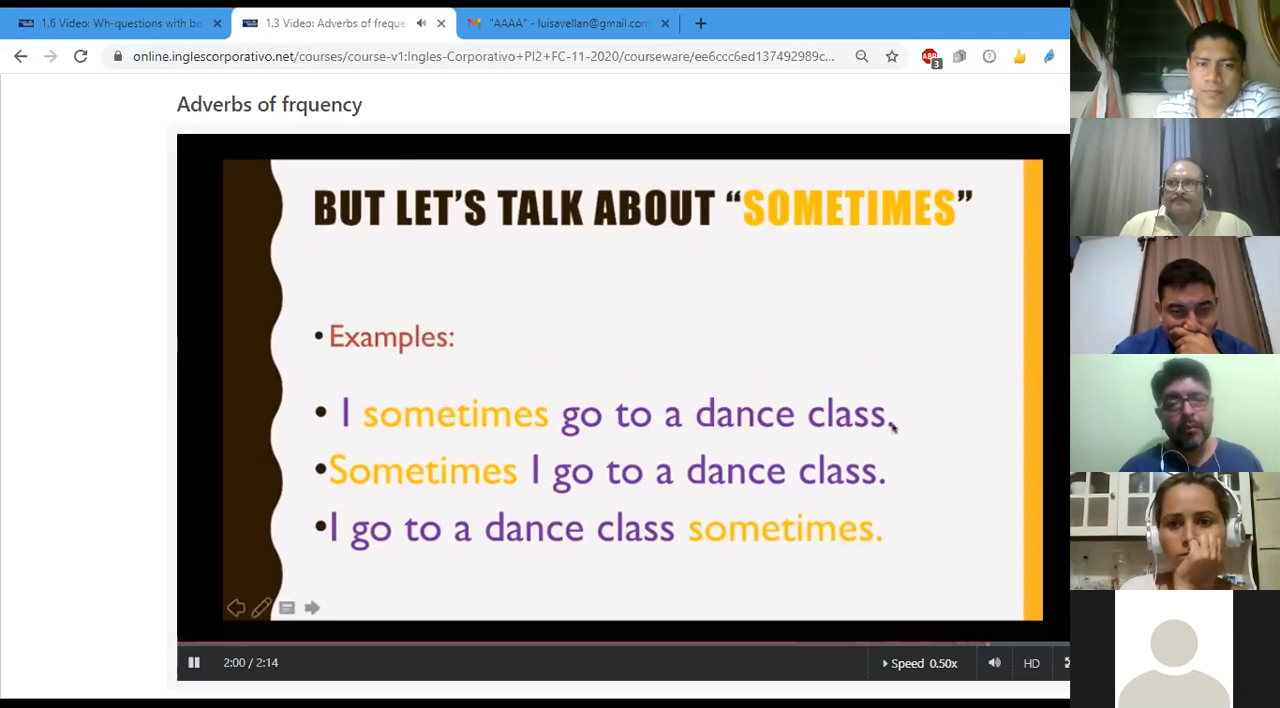 1.6 Video: Wh-questions with be
1.3 Video: Adverbs of freque
"AAAA" - luisavellan@gmail.com
online.inglescorporativo.net/courses/course-v1:Ingles-Corporativo+PI2+FC-11-2020/courseware/ee6ccc6ed137492989c...
ABP
3
Adverbs of frquency
BUT LET'S TALK ABOUT "SOMETIMES"
•Examples:
• I sometimes go to a dance class.
•Sometimes I go to a dance class.
•I go to a dance class sometimes.
2:00 / 2:14
Speed 0.50x
HD